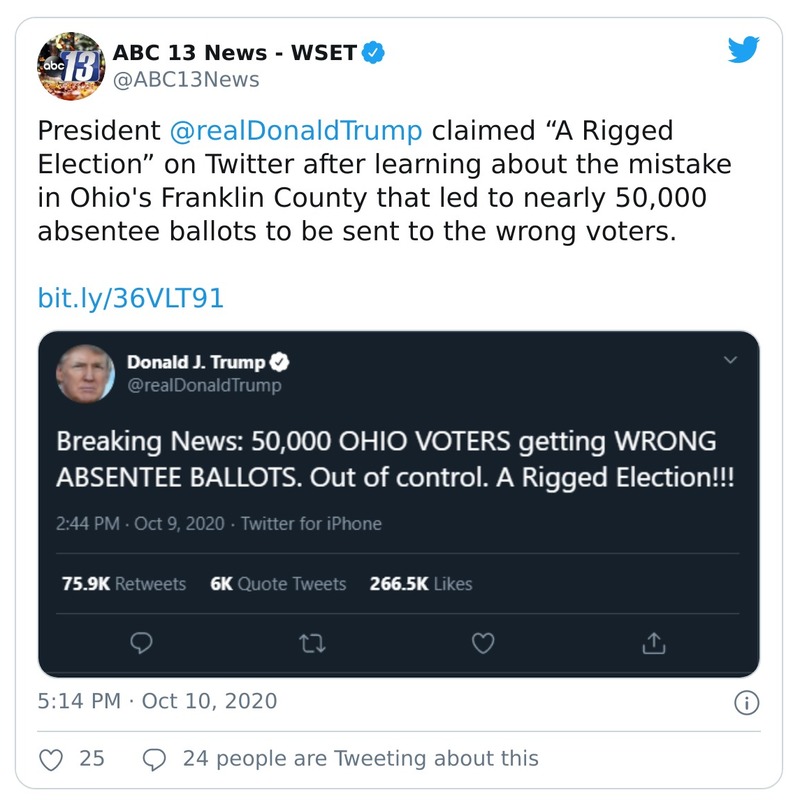 ABC 13 News - WSET
@ABC13News
abc 13
President @realDonaldTrump claimed “A Rigged
Election” on Twitter after learning about the mistake
in Ohio's Franklin County that led to nearly 50,000
absentee ballots to be sent to the wrong voters.
bit.ly/36VLT91
Donald J. Trump
@realDonaldTrump
Breaking News: 50,000 OHIO VOTERS getting WRONG
ABSENTEE BALLOTS. Out of control. A Rigged Election!!!
2:44 PM · Oct 9, 2020 · Twitter for iPhone
75.9K Retweets 6K Quote Tweets 266.5K Likes
5:14 PM · Oct 10, 2020
25 24 people are Tweeting about this